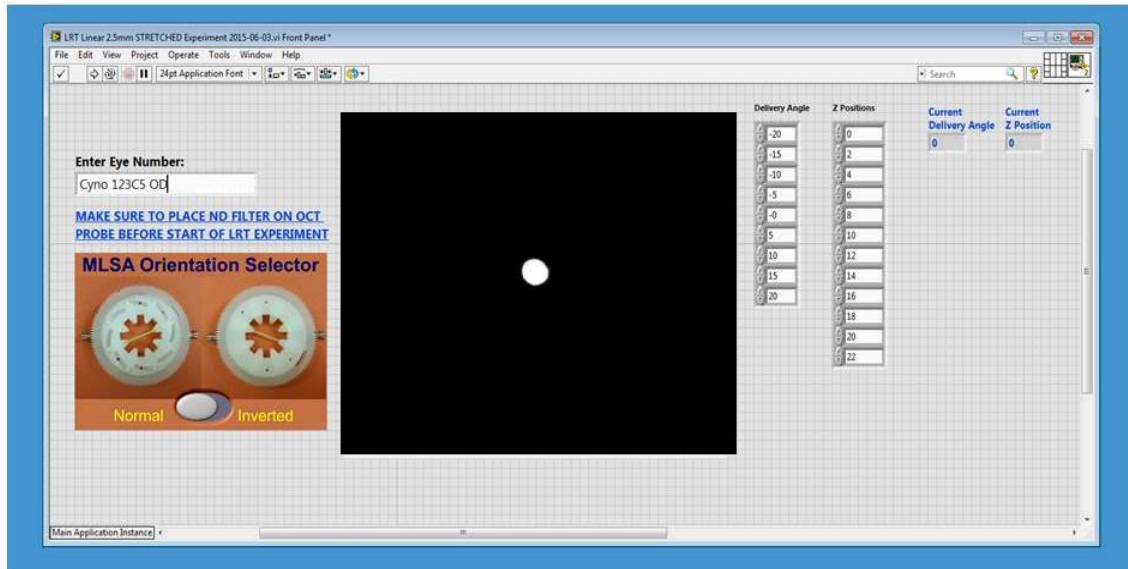 LRT Linear 2.5mm STRETCHED Experiment 2015-06-03.vi Front Panel *
File Edit View Project Operate Tools Window Help
24pt Application Font
Search
2
Enter Eye Number:
Cyno 123C5 OD
MAKE SURE TO PLACE ND FILTER ON OCT
PROBE BEFORE START OF LRT EXPERIMENT
MLSA Orientation Selector
Normal Inverted
Delivery Angle
-20
-15
-10
-5
-0
5
10
15
20
Z Positions
0
2
4
6
8
10
12
14
16
18
20
22
Current
Delivery Angle
0
Current
Z Position
0
Main Application Instance